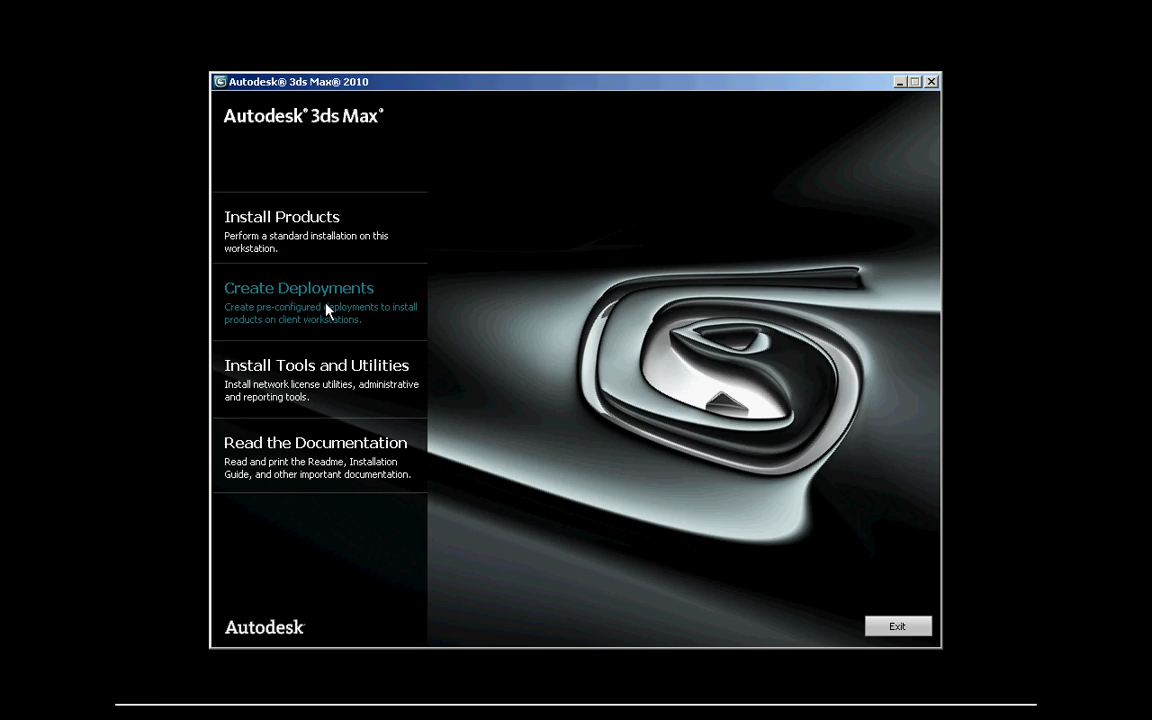 Autodesk® 3ds Max® 2010
Autodesk® 3ds Max®
Install Products
Perform a standard installation on this
workstation.
Create Deployments
Create pre-configured deployments to install
products on client workstations.
Install Tools and Utilities
Install network license utilities, administrative
and reporting tools.
Read the Documentation
Read and print the Readme, Installation
Guide, and other important documentation.
Autodesk
Exit